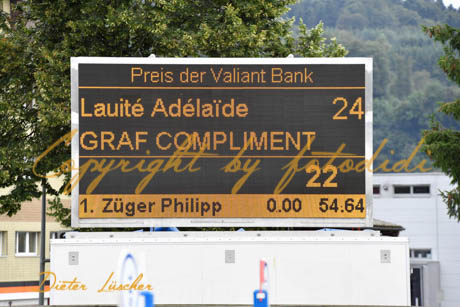 Preis der Valiant Bank
Lauité Adélaïde 24
GRAF COMPLIMENT
Copyright by fotodidi
22
1. Züger Philipp 0.00 54.64
Dieter Lüscher